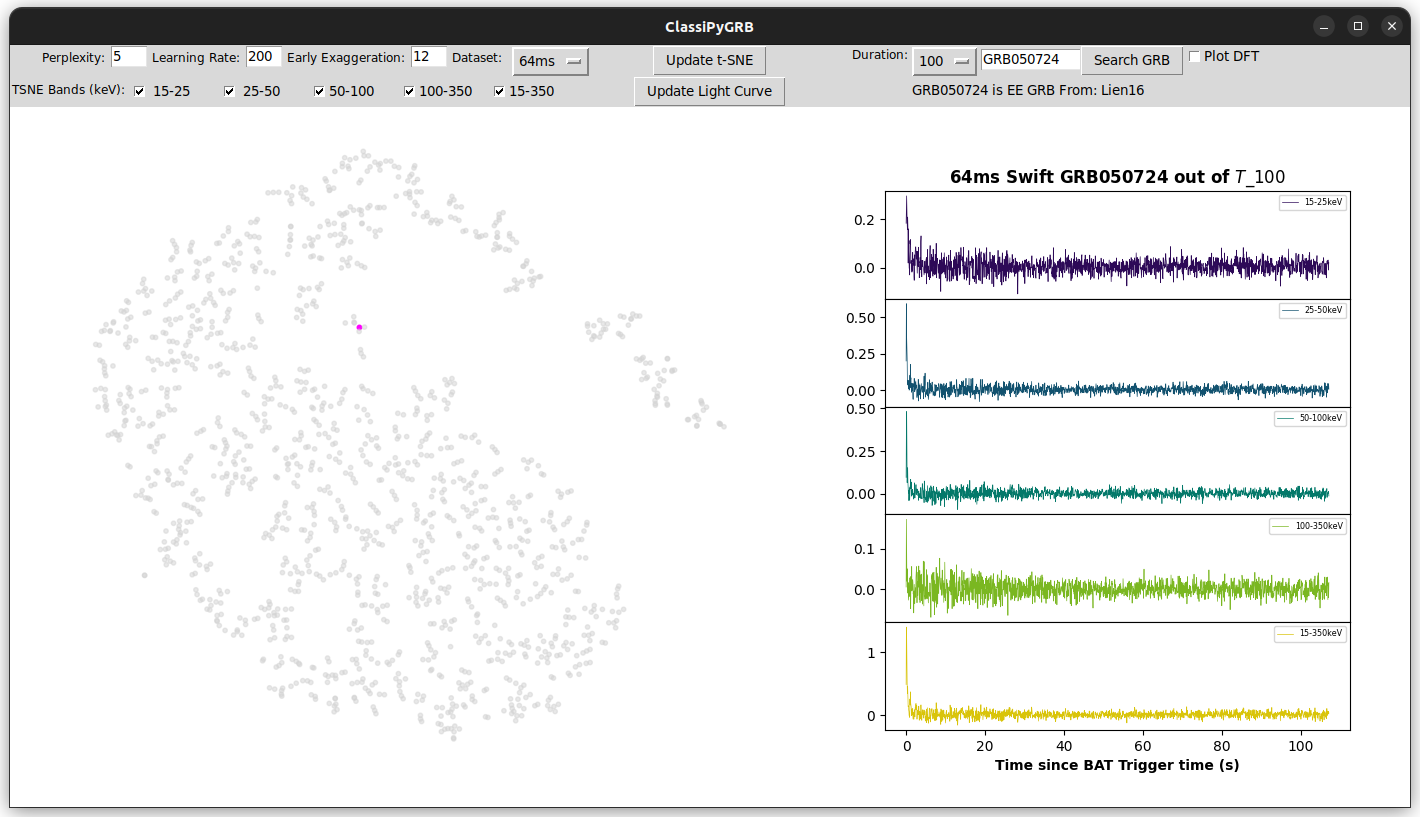 ClassiPyGRB
Perplexity: 5 Learning Rate: 200 Early Exaggeration: 12 Dataset: 64ms Update t-SNE Duration: 100 GRB050724 Search GRB Plot DFT
TSNE Bands (keV): 15-25 25-50 50-100 100-350 15-350 Update Light Curve GRB050724 is EE GRB From: Lien16
64ms Swift GRB050724 out of T_100
15-25keV
0.2
0.0
25-50keV
0.50
0.25
0.00
50-100keV
0.50
0.25
0.00
100-350keV
0.1
0.0
15-350keV
1
0
0 20 40 60 80 100
Time since BAT Trigger time (s)